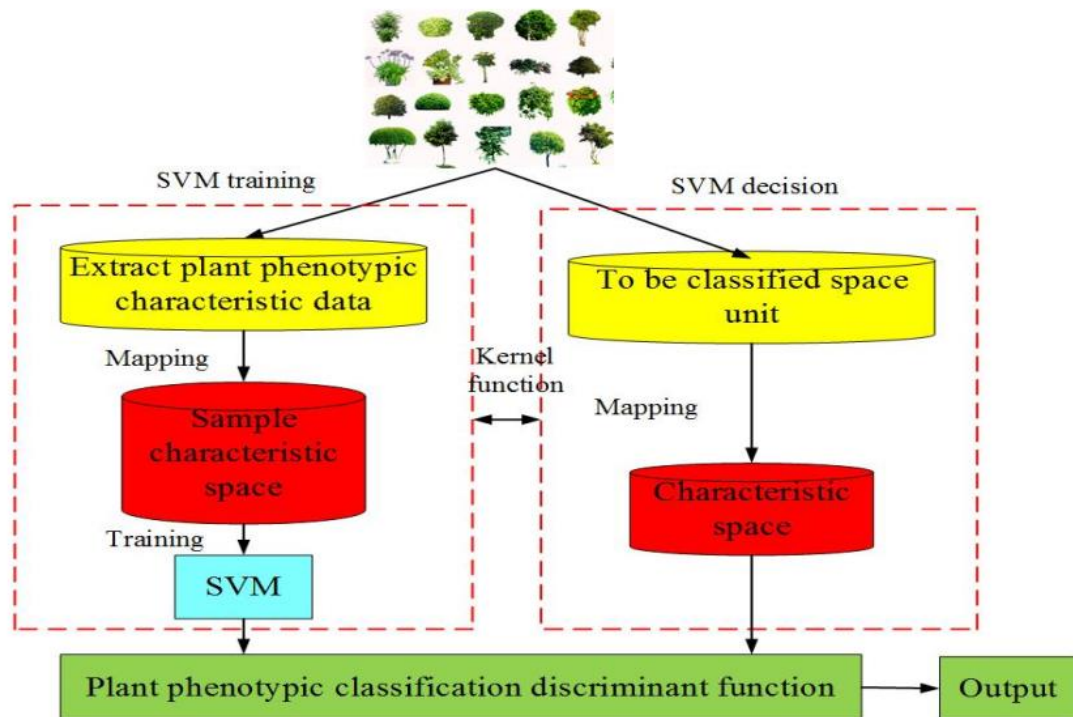 SVM training
SVM decision
Extract plant phenotypic
characteristic data
To be classified space
unit
Mapping
Kernel
function
Mapping
Sample
characteristic
space
Characteristic
space
Training
SVM
Plant phenotypic classification discriminant function
Output